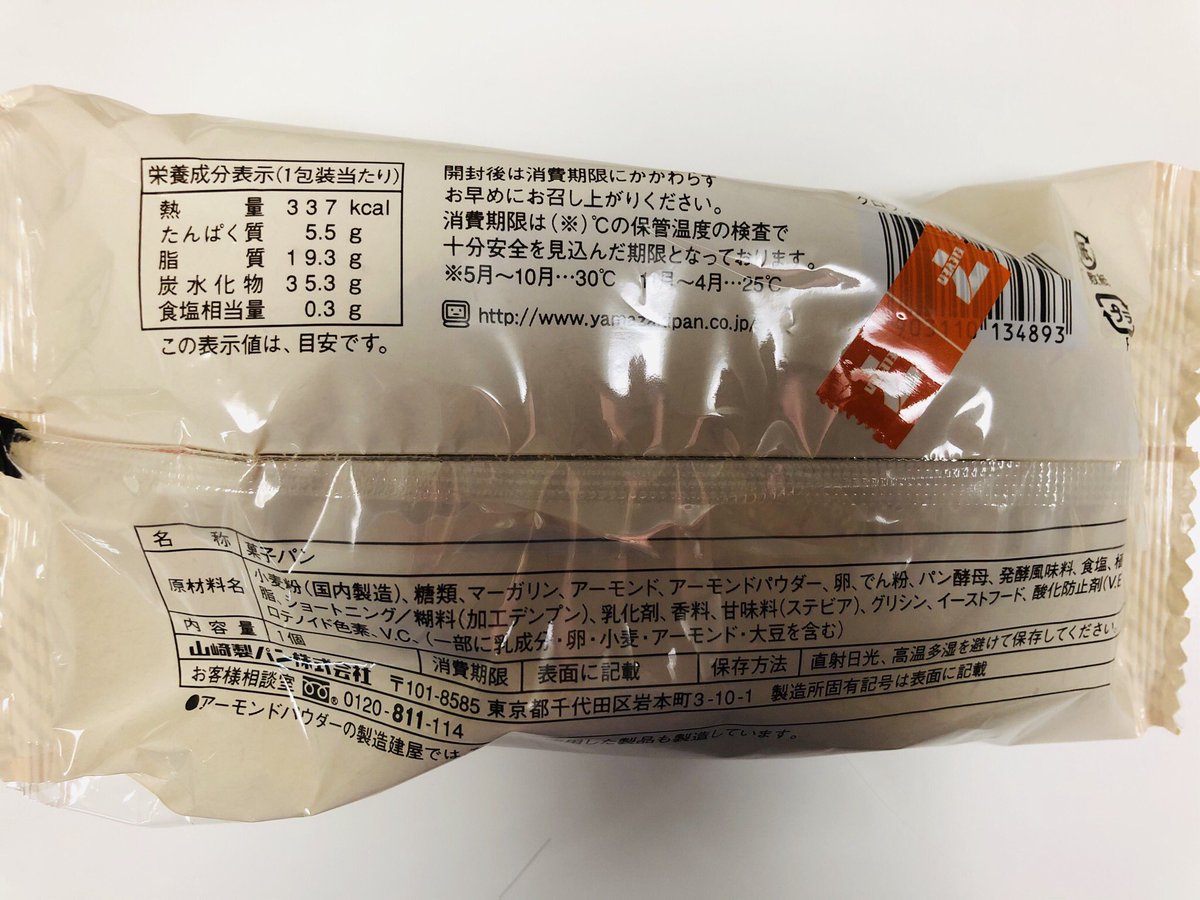 栄養成分表示(1包装当たり)
熱量 337 kcal
たんぱく質 5.5 g
脂質 19.3 g
炭水化物 35.3 g
食塩相当量 0.3 g
この表示値は、目安です。
開封後は消費期限にかかわらず
お早めにお召し上がりください。
消費期限は(※)℃の保管温度の検査で
十分安全を見込んだ期限となっております。
※5月〜10月…30℃ 月〜4月…25℃
http://www.yamaz pan.co.jp/
134893
名称 菓子パン
原材料名 小麦粉(国内製造)、糖類、マーガリン、アーモンド、アーモンドパウダー、卵、でん粉、パン酵母、発酵風味料、食塩、植
脂、ショートニング/糊料(加工デンプン)、乳化剤、香料、甘味料(ステビア)、グリシン、イーストフード、酸化防止剤(V.E
ロテノイド色素、V.C、(一部に乳成分・卵・小麦・アーモンド・大豆を含む)
内容量 1個
消費期限 表面に記載 保存方法 直射日光、高温多湿を避けて保存してください。
山崎製パン株式会社 〒101-8585 東京都千代田区岩本町3-10-1 製造所固有記号は表面に記載
お客様相談室 0120-811-114
●アーモンドパウダーの製造建屋では
した製品も製造しています。